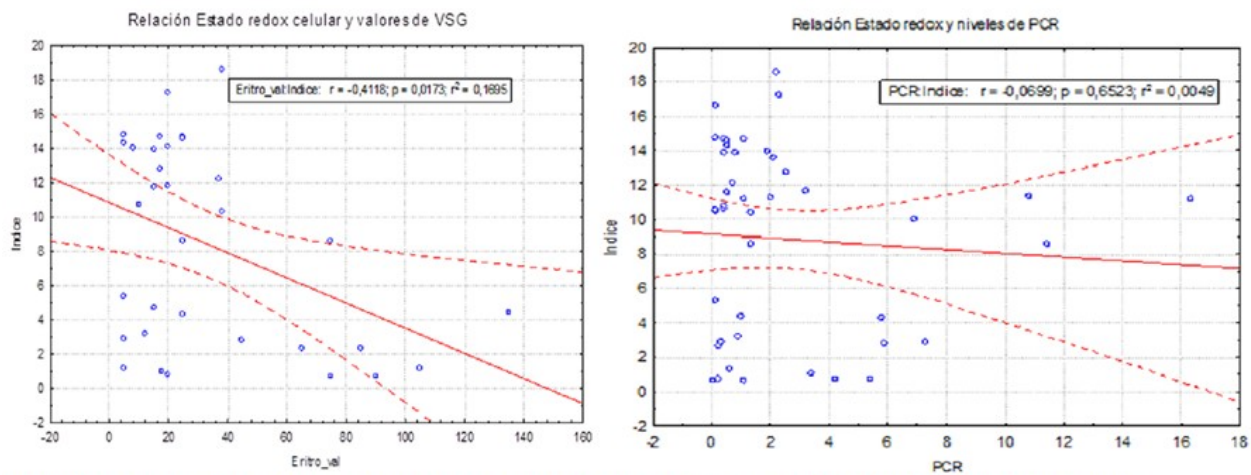 Relación Estado redox celular y valores de VSG
20
18
16
14
12
10
8
6
4
2
0
-2
Indice
Eritro_val:Indice: r = -0,4118; p = 0,0173; r² = 0,1695
-20 0 20 40 60 80 100 120 140 160
Eritro_val
Relación Estado redox y niveles de PCR
20
18
16
14
12
10
8
6
4
2
0
-2
Indice
PCR:Indice: r = -0,0699; p = 0,6523; r² = 0,0049
-2 0 2 4 6 8 10 12 14 16 18
PCR